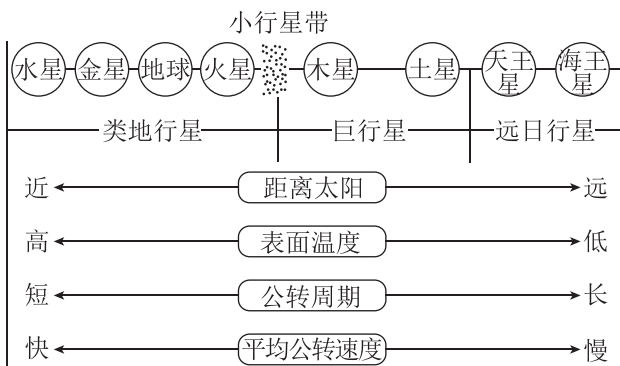 小行星带
水星 金星 地球 火星 木星 土星 天王星 海王星
类地行星 巨行星 远日行星
近 距离太阳 远
高 表面温度 低
短 公转周期 长
快 平均公转速度 慢